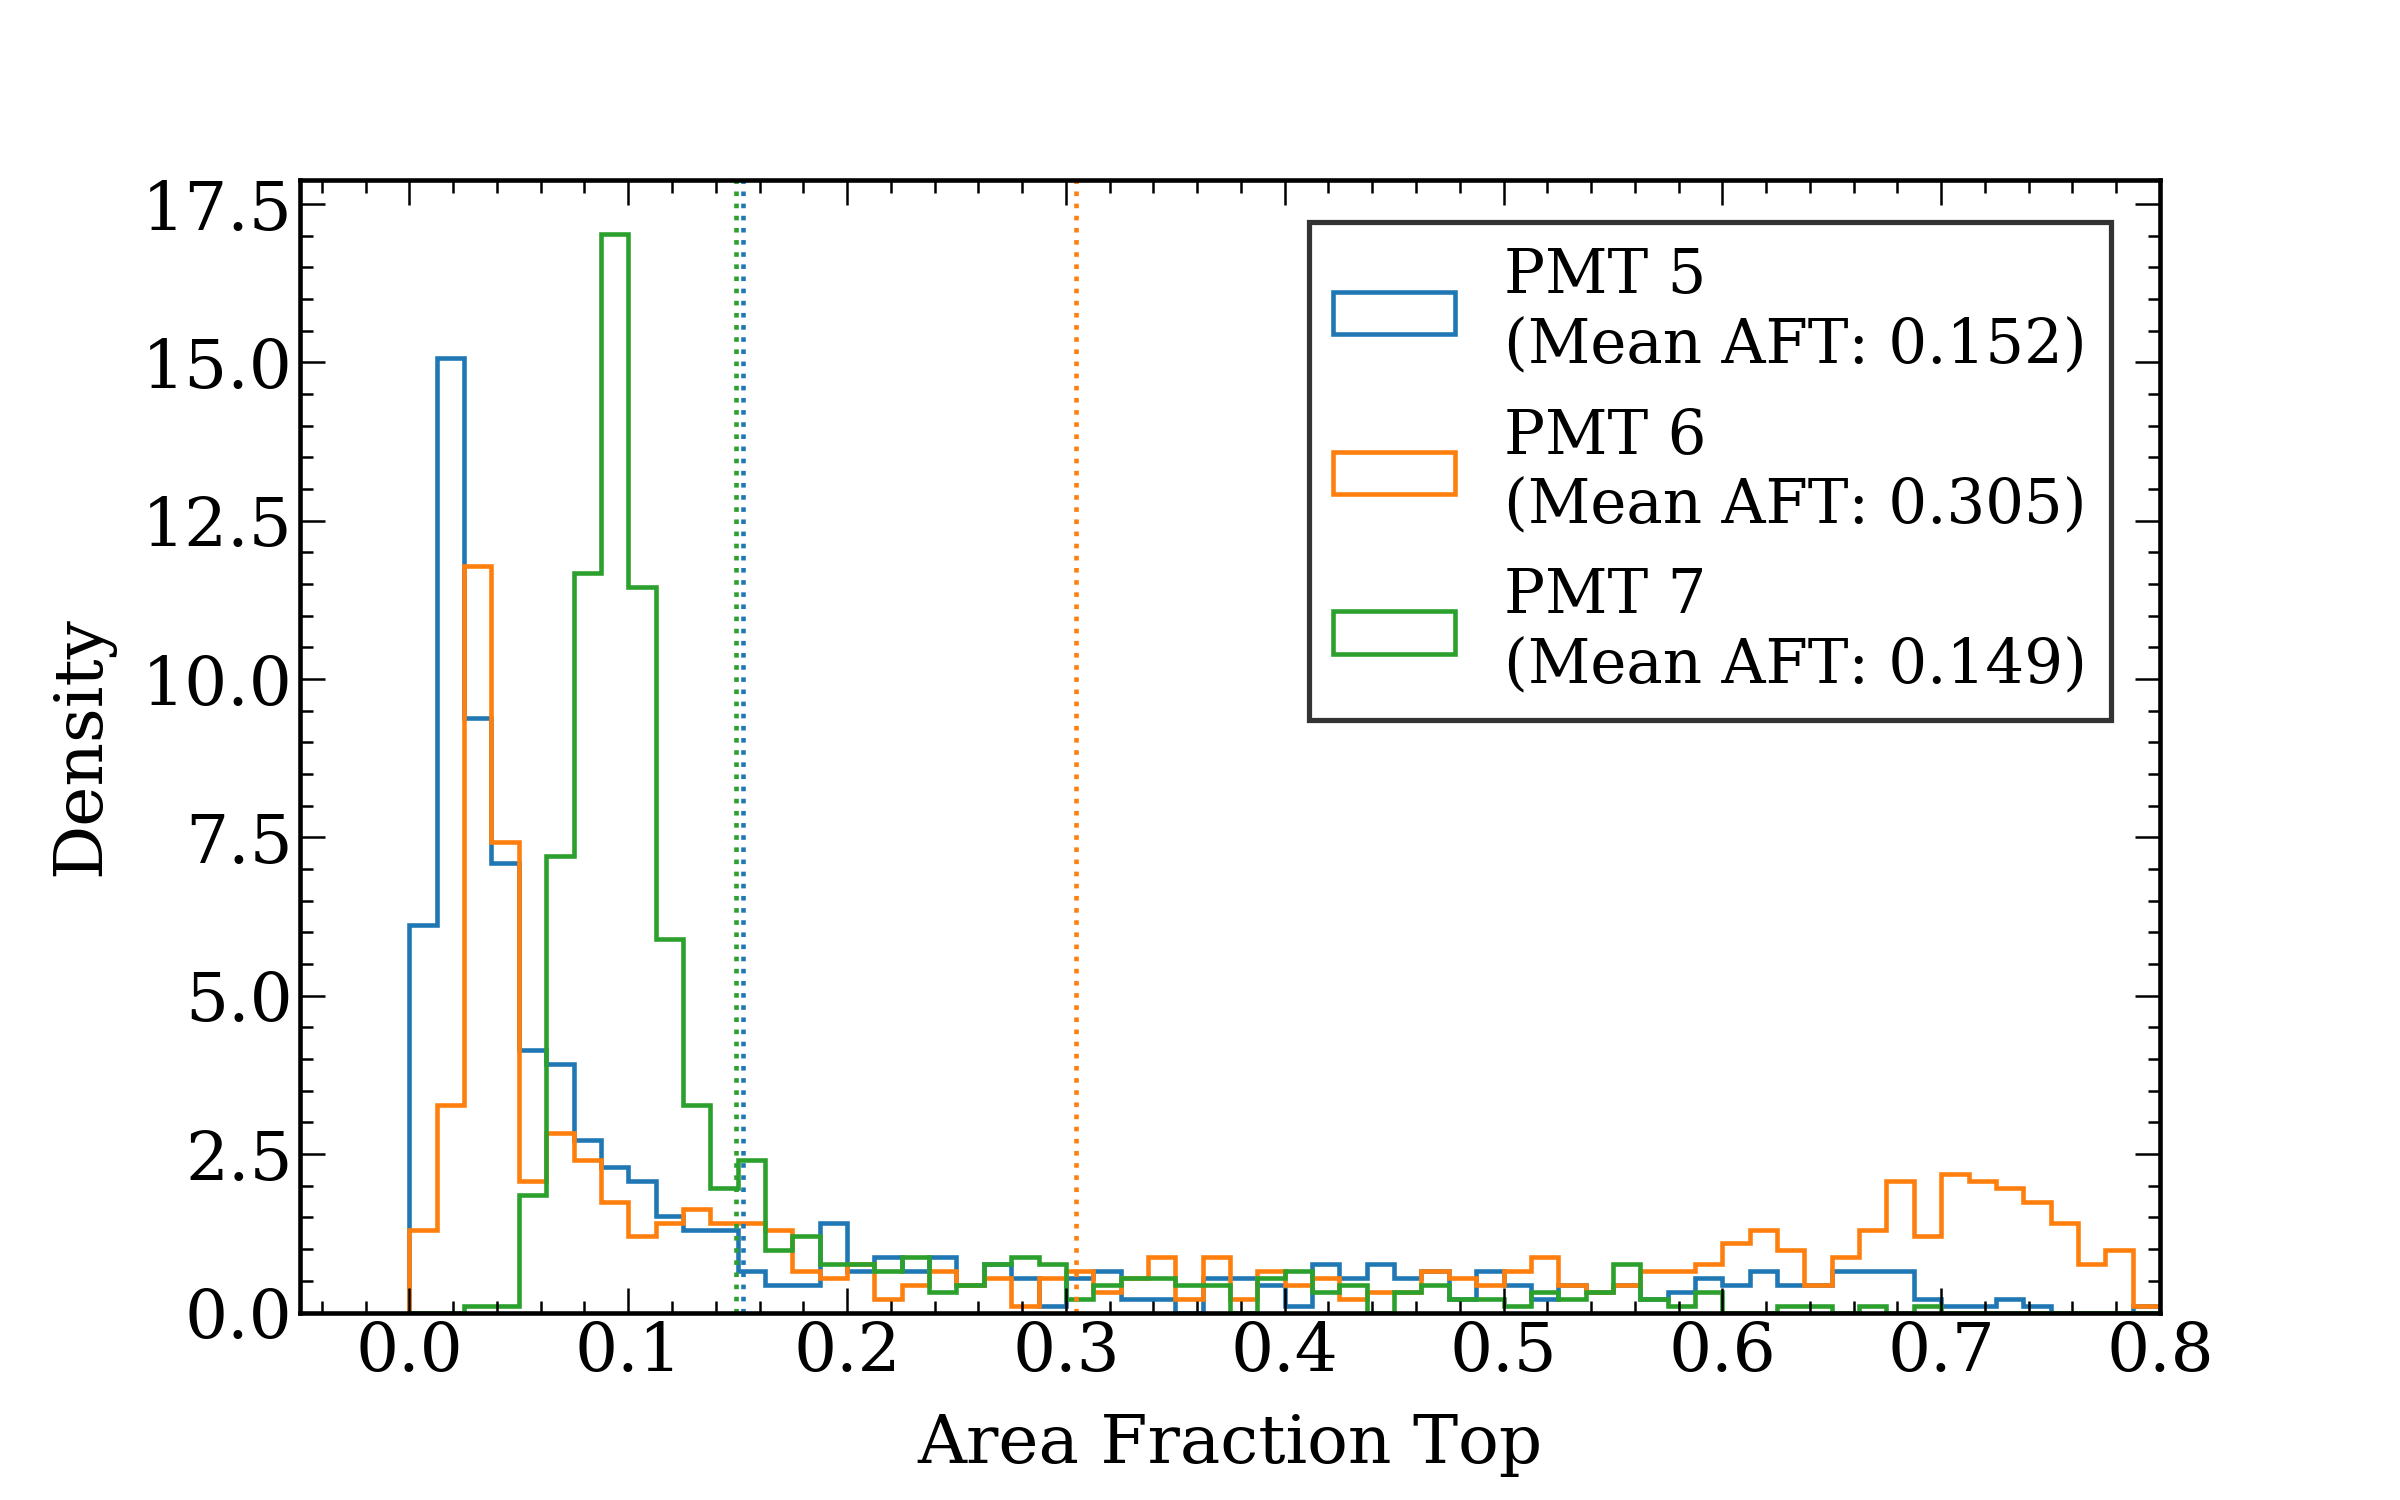 17.5
15.0
12.5
10.0
7.5
5.0
2.5
0.0
Density
PMT 5
(Mean AFT: 0.152)
PMT 6
(Mean AFT: 0.305)
PMT 7
(Mean AFT: 0.149)
0.0 0.1 0.2 0.3 0.4 0.5 0.6 0.7 0.8
Area Fraction Top